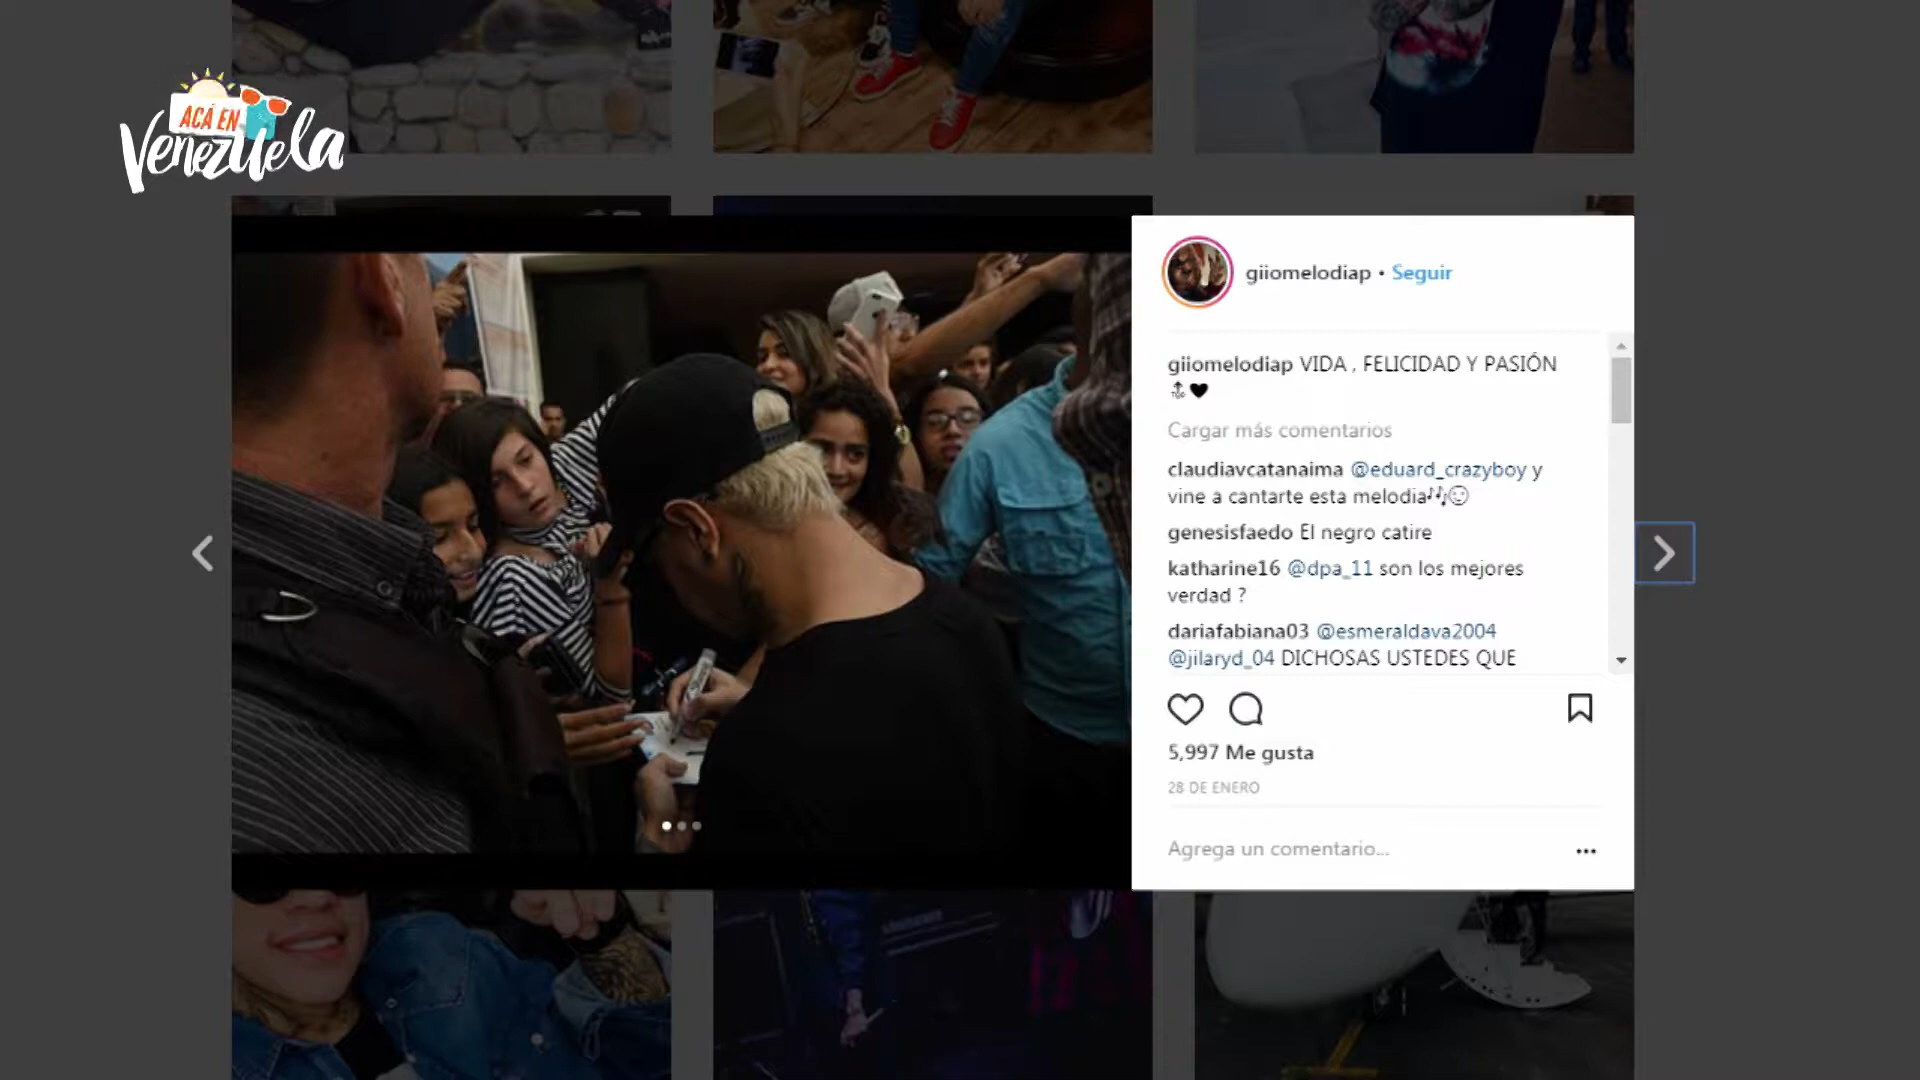 ACÁ EN
Venezuela
giiomelodiap • Seguir
giiomelodiap VIDA , FELICIDAD Y PASIÓN
🔝🖤
Cargar más comentarios
claudiavcatanaima @eduard_crazyboy y
vine a cantarte esta melodia🎶😏
genesisfaedo El negro catire
katharine16 @dpa_11 son los mejores
verdad ?
dariafabiana03 @esmeraldava2004
@jilaryd_04 DICHOSAS USTEDES QUE
5,997 Me gusta
28 DE ENERO
Agrega un comentario...